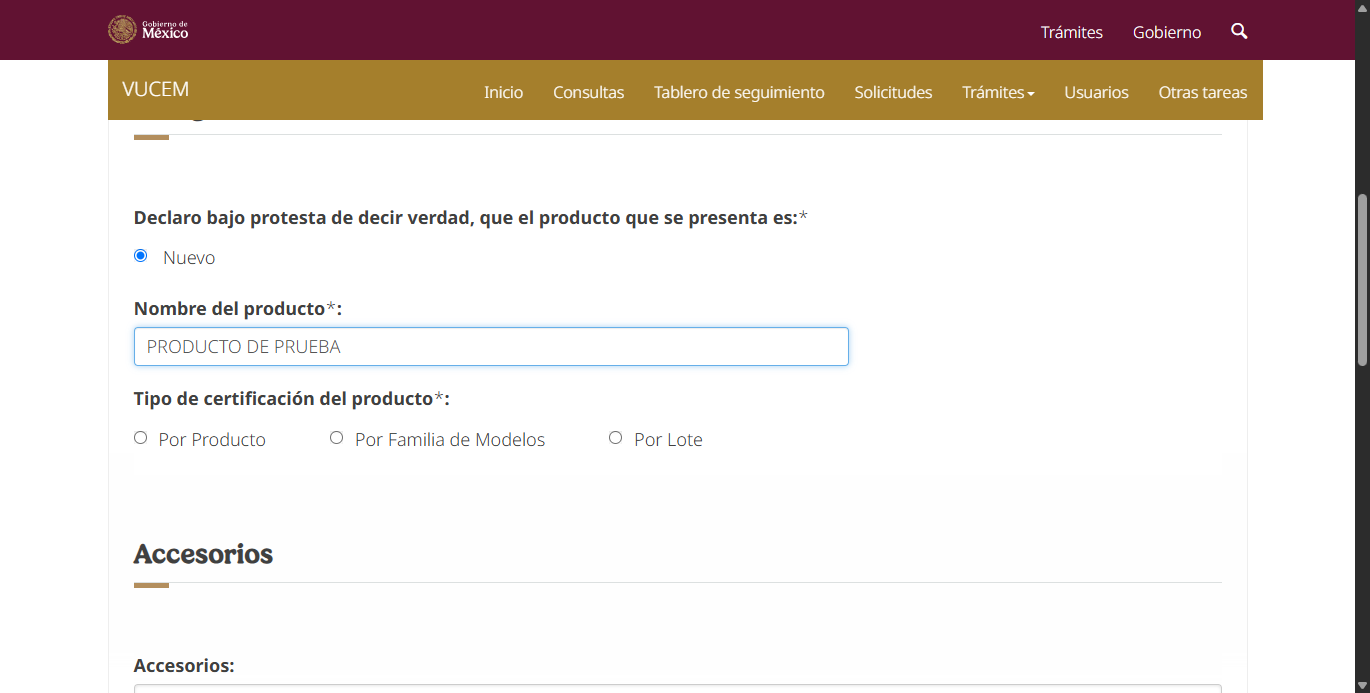 Gobierno de
México
Trámites
Gobierno
VUCEM
Inicio
Consultas
Tablero de seguimiento
Solicitudes
Trámites
Usuarios
Otras tareas
Declaro bajo protesta de decir verdad, que el producto que se presenta es:*
Nuevo
Nombre del producto*:
PRODUCTO DE PRUEBA
Tipo de certificación del producto*:
Por Producto
Por Familia de Modelos
Por Lote
Accesorios
Accesorios: